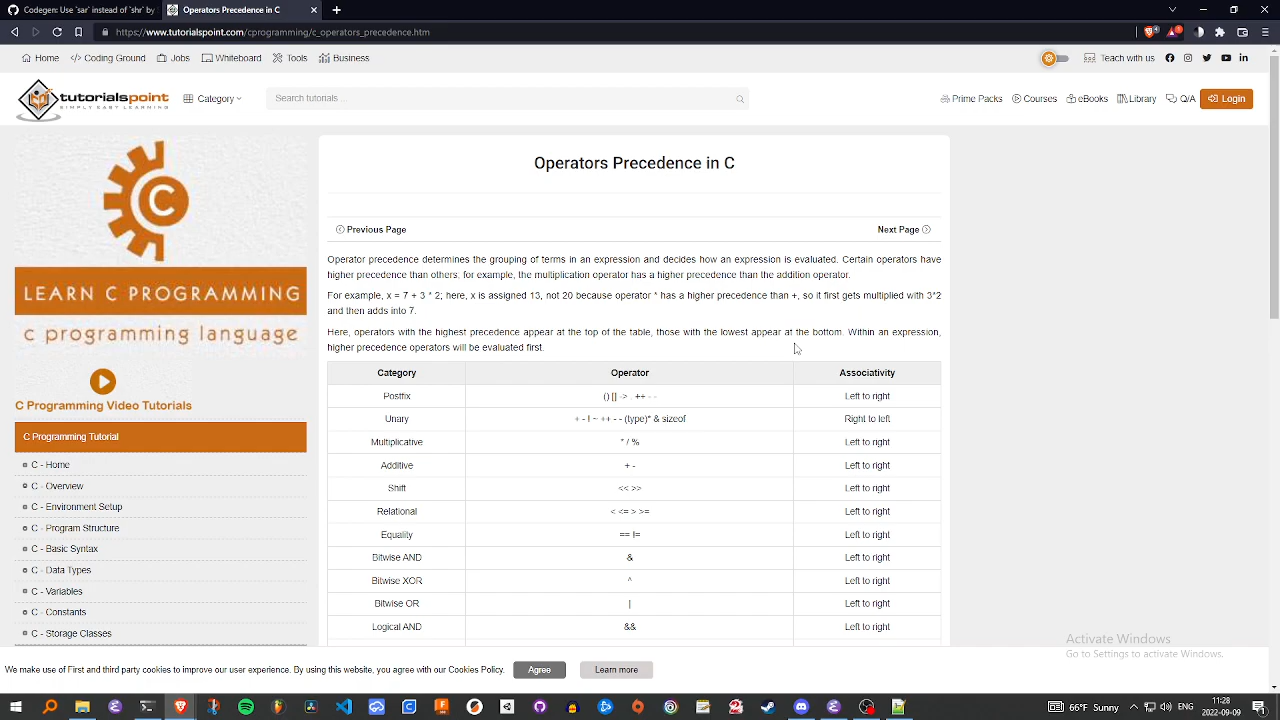 Codegen: Use 'sar' instead of 'shr' by
Operators Precedence in C
https://www.tutorialspoint.com/cprogramming/c_operators_precedence.htm
Home </> Coding Ground Jobs Whiteboard Tools Business Teach with us
tutorialspoint
SIMPLY EASY LEARNING
Category Search tutorials ... Prime Packs Courses eBooks Library Q/A Login
C
LEARN C PROGRAMMING
c programming language
C Programming Video Tutorials
C Programming Tutorial
C - Home
C - Overview
C - Environment Setup
C - Program Structure
C - Basic Syntax
C - Data Types
C - Variables
C - Constants
C - Storage Classes
Operators Precedence in C
Previous Page Next Page
Operator precedence determines the grouping of terms in an expression and decides how an expression is evaluated. Certain operators have
higher precedence than others; for example, the multiplication operator has a higher precedence than the addition operator.
For example, x = 7 + 3 * 2; here, x is assigned 13, not 20 because operator * has a higher precedence than +, so it first gets multiplied with 3*2
and then adds into 7.
Here, operators with the highest precedence appear at the top of the table, those with the lowest appear at the bottom. Within an expression,
higher precedence operators will be evaluated first.
Category Operator Associativity
Postfix () [] -> . ++ - - Left to right
Unary + - ! ~ ++ - - (type)* & sizeof Right to left
Multiplicative * / % Left to right
Additive + - Left to right
Shift << >> Left to right
Relational < <= > >= Left to right
Equality == != Left to right
Bitwise AND & Left to right
Bitwise XOR ^ Left to right
Bitwise OR | Left to right
Logical AND && Left to right
Activate Windows
Go to Settings to activate Windows.
We make use of First and third party cookies to improve our user experience. By using this website, you agree with our Cookies Policy. Agree Learn more
ENG 11:28
2022-09-09